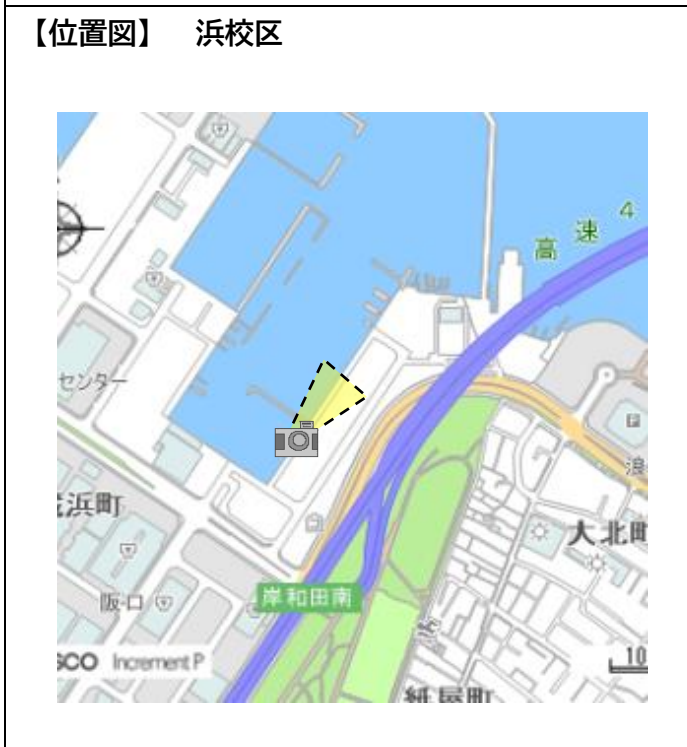 【位置図】　浜校区
高速4
センター
浜町
大北町
阪口
岸和田南
SCO Increment P
10
紙屋町